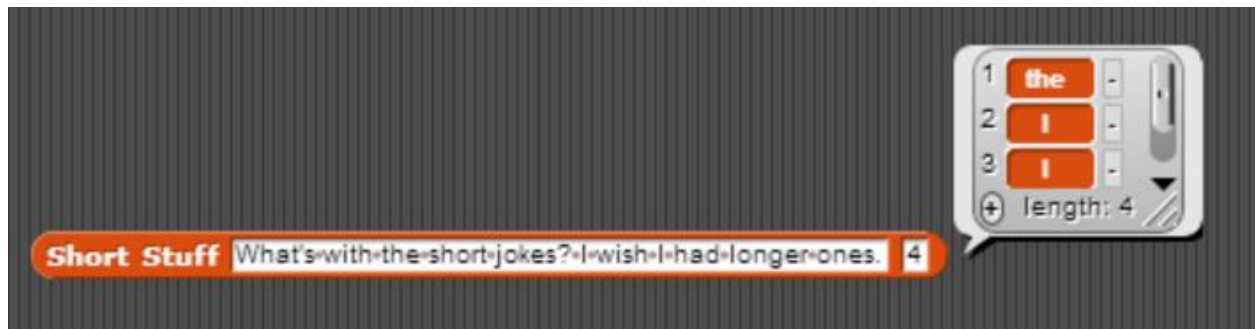 1 the -
2 I -
3 I -
+ length: 4
Short Stuff What's with the short jokes? I wish I had longer ones. 4